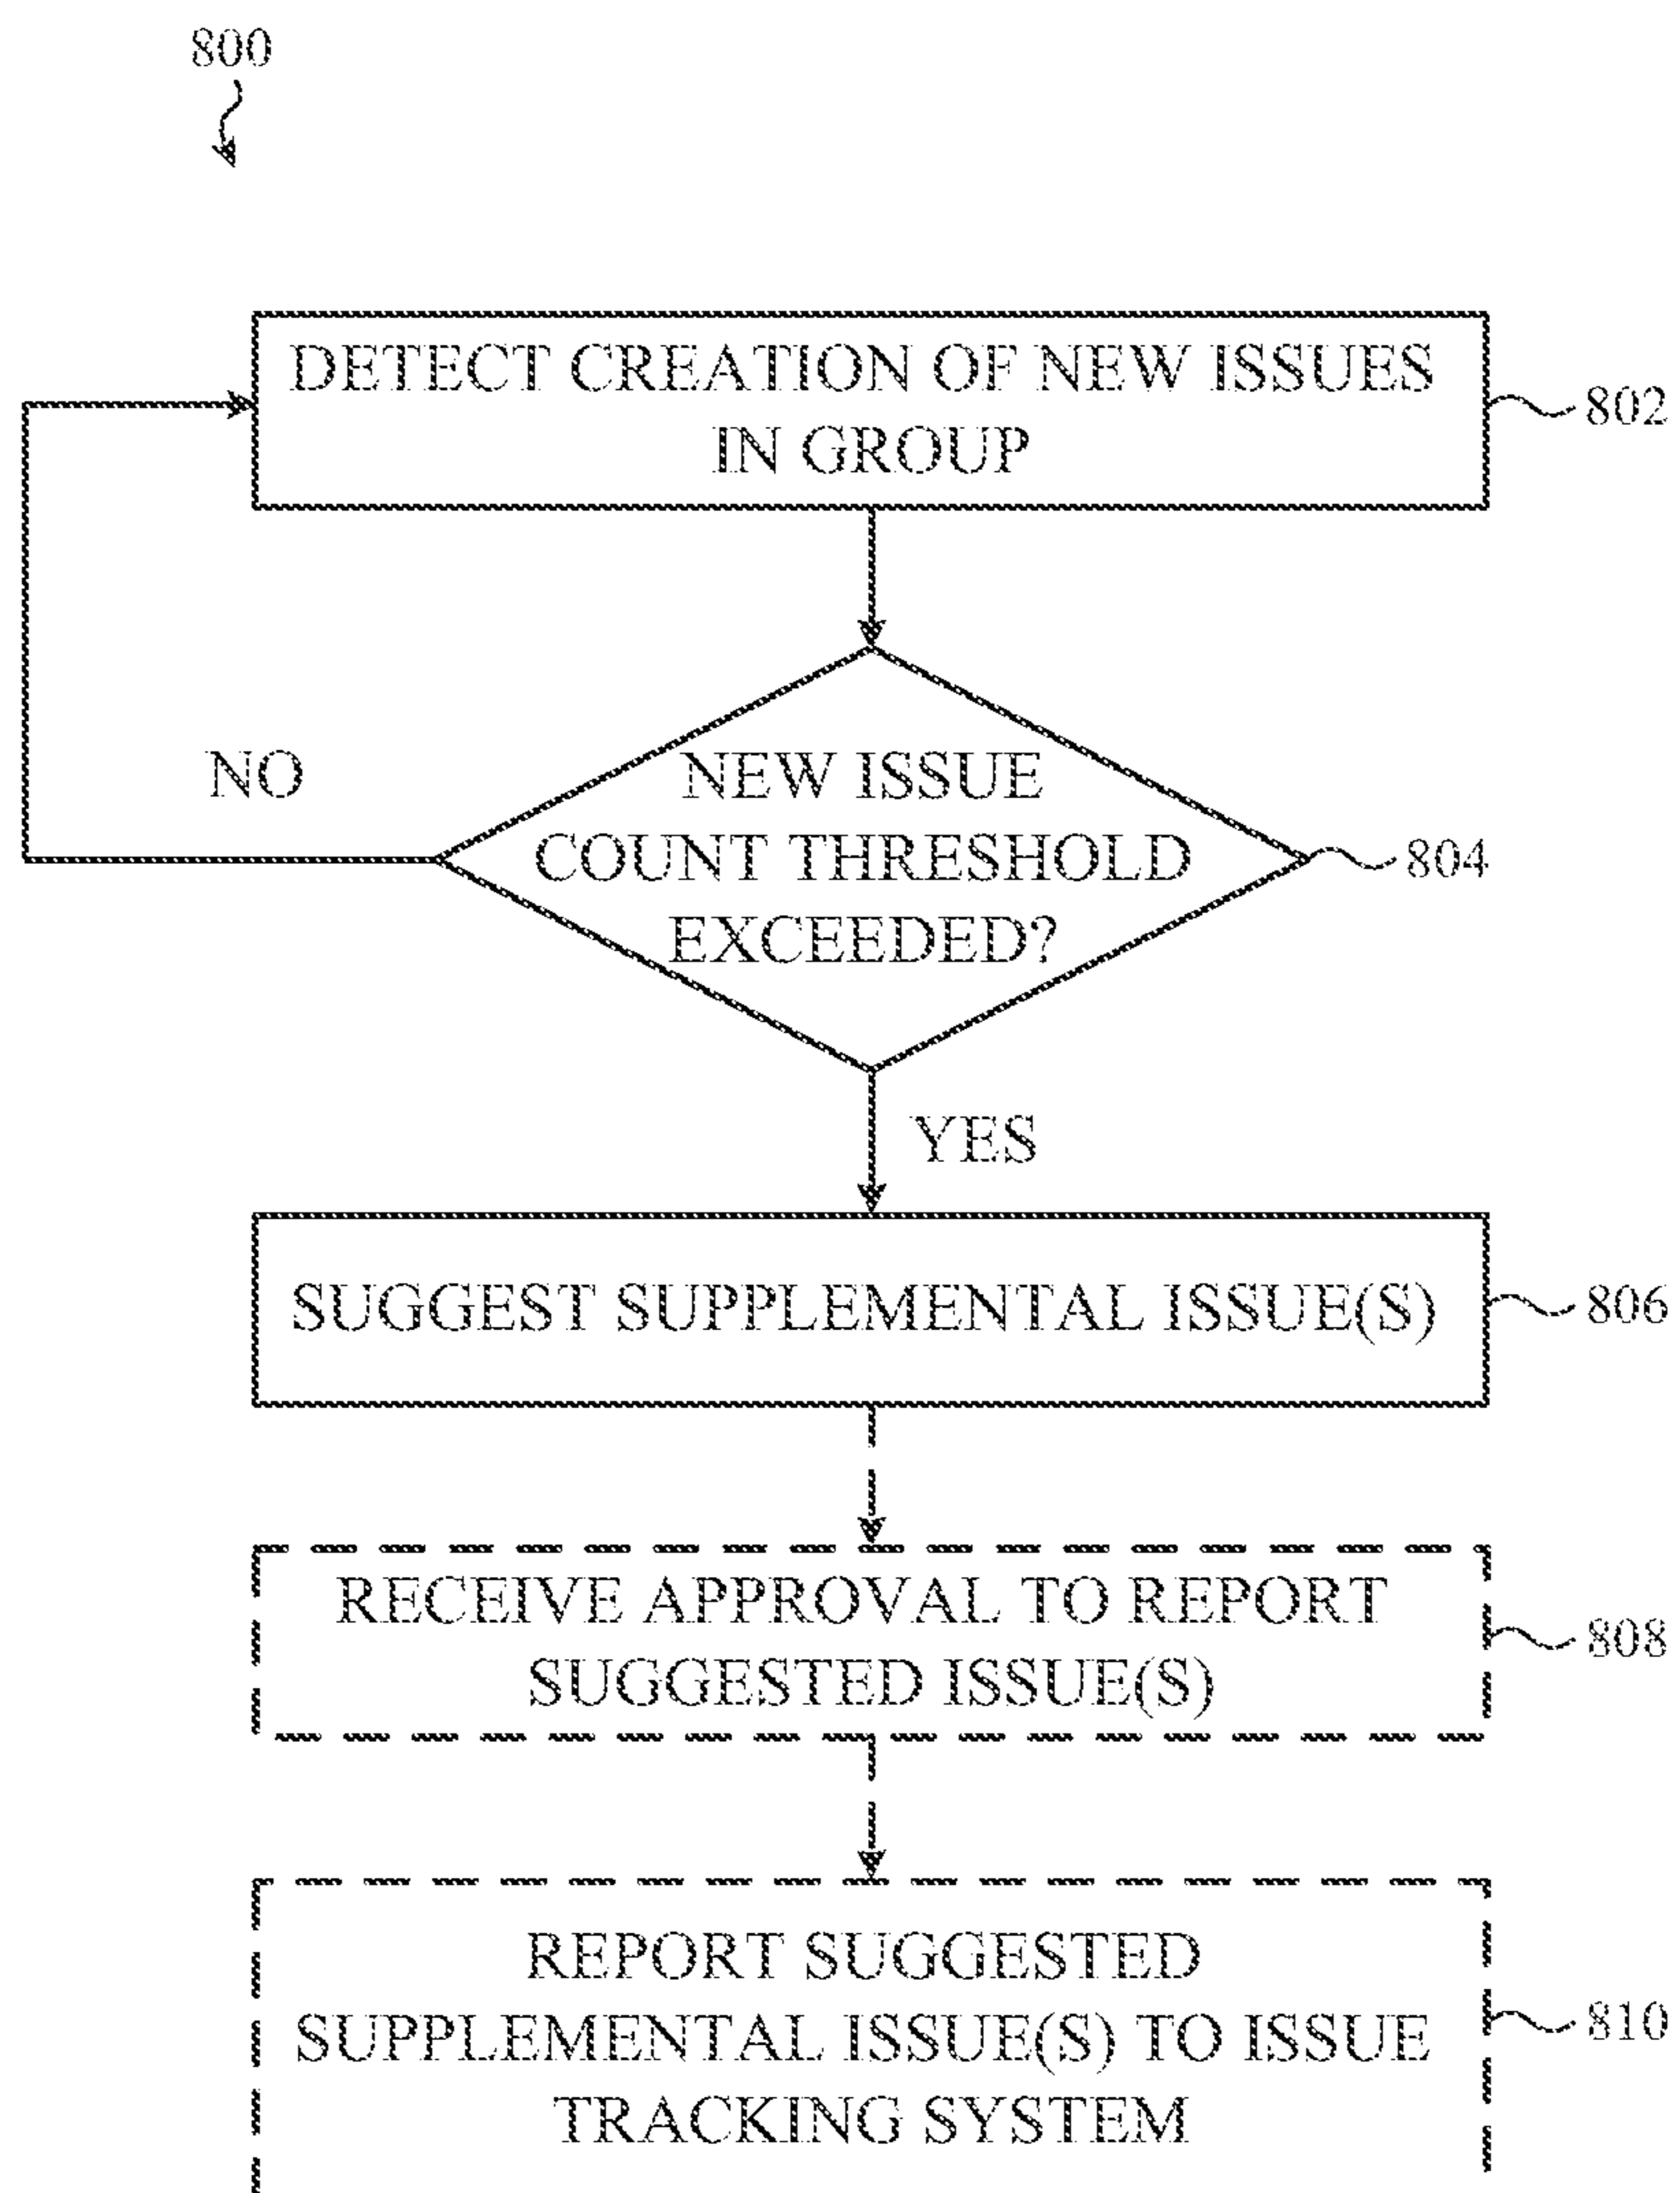 800
DETECT CREATION OF NEW ISSUES
IN GROUP
802
NO
NEW ISSUE
COUNT THRESHOLD
EXCEEDED?
804
YES
SUGGEST SUPPLEMENTAL ISSUE(S)
806
RECEIVE APPROVAL TO REPORT
SUGGESTED ISSUE(S)
808
REPORT SUGGESTED
SUPPLEMENTAL ISSUE(S) TO ISSUE
TRACKING SYSTEM
810